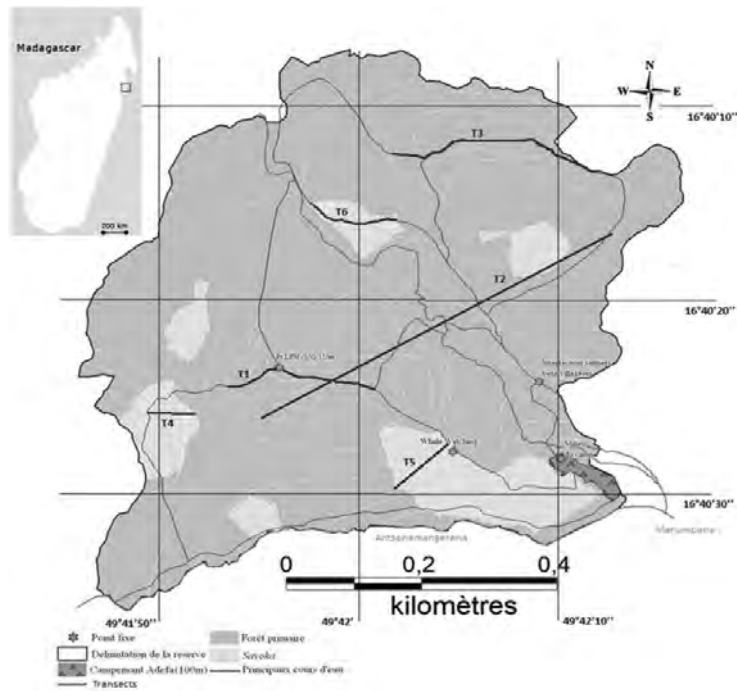 Madagascar
200 km
N
W E
S
16°40'10''
T3
T6
T2
16°40'20''
T1
T4
T5
16°40'30''
Antsonemangerena
0 0,2 0,4
kilomètres
49°41'50'' 49°42' 49°42'10''
Point fixe Forêt primaire
Délimitation de la reserve Savoka
Campement Adefa(100m) Principaux cours d'eau
Transects